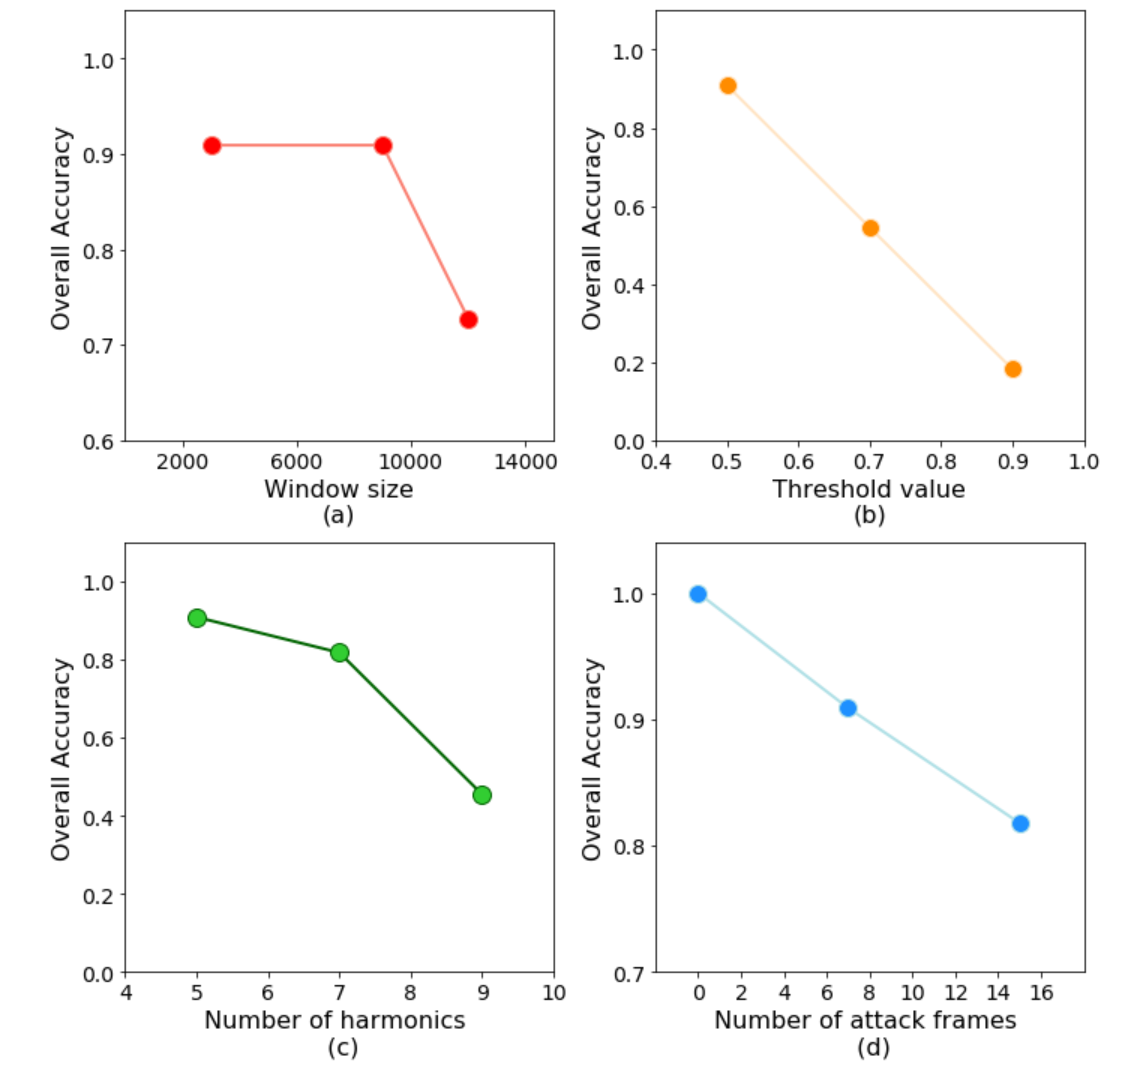 1.0
0.9
0.8
0.7
0.6
Overall Accuracy
2000 6000 10000 14000
Window size
(a)
1.0
0.8
0.6
0.4
0.2
0.0
Overall Accuracy
0.4 0.5 0.6 0.7 0.8 0.9 1.0
Threshold value
(b)
1.0
0.8
0.6
0.4
0.2
0.0
Overall Accuracy
4 5 6 7 8 9 10
Number of harmonics
(c)
1.0
0.9
0.8
0.7
Overall Accuracy
0 2 4 6 8 10 12 14 16
Number of attack frames
(d)